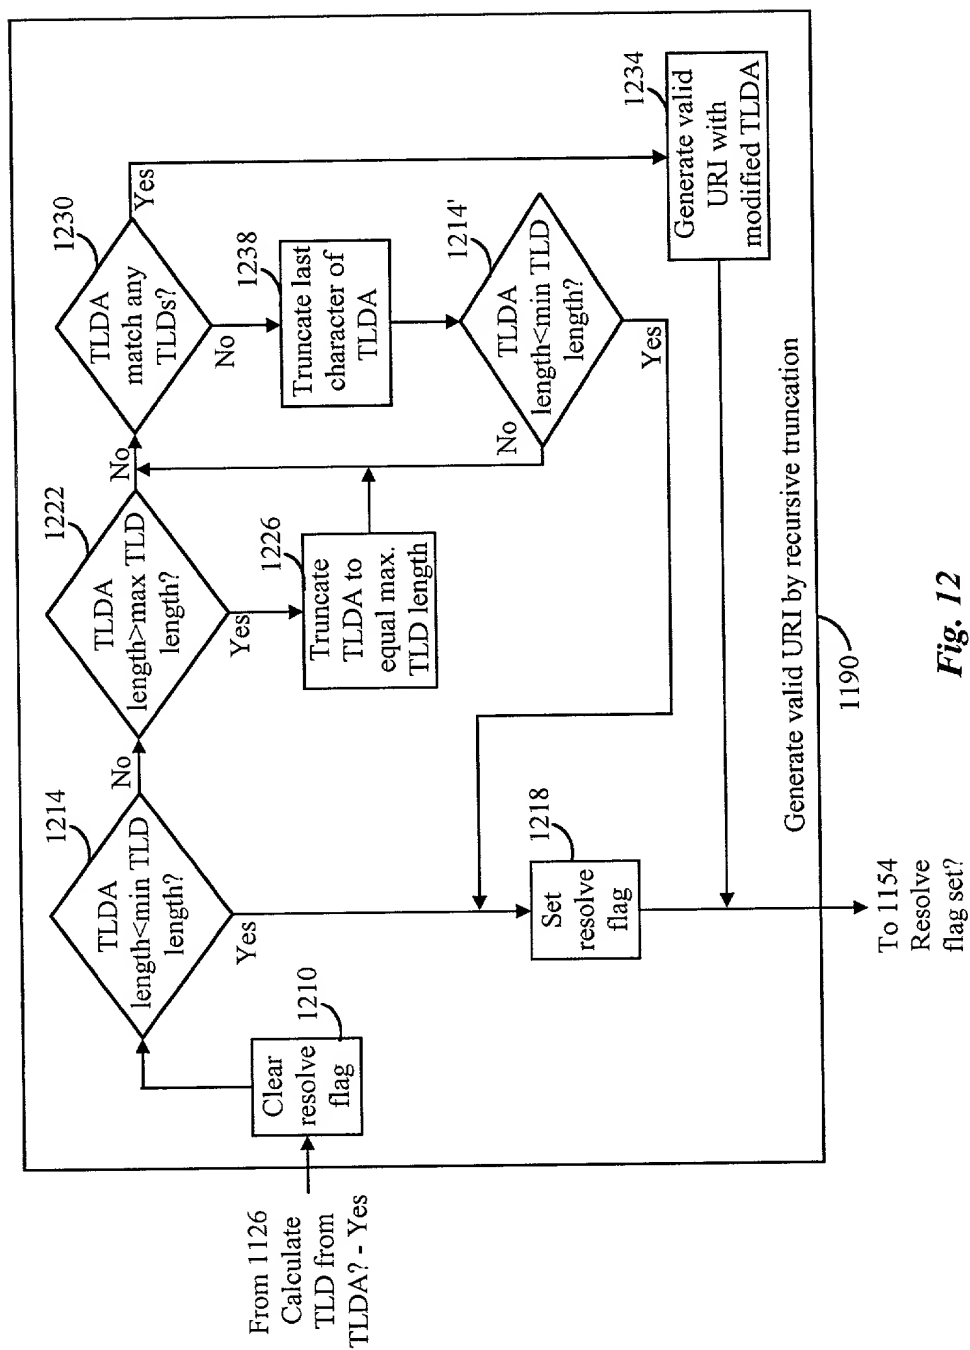 From 1126
Calculate
TLD from
TLDA? - Yes
Clear
resolve
flag
1210
TLDA
length<min TLD
length?
1214
No
Yes
TLDA
length>max TLD
length?
1222
No
Yes
Truncate
TLDA to
equal max.
TLD length
1226
TLDA
match any
TLDs?
1230
Yes
No
Truncate last
character of
TLDA
1238
TLDA
length<min TLD
length?
1214'
No
Yes
Generate valid
URI with
modified TLDA
1234
Set
resolve
flag
1218
Generate valid URI by recursive truncation
1190
To 1154
Resolve
flag set?
Fig. 12